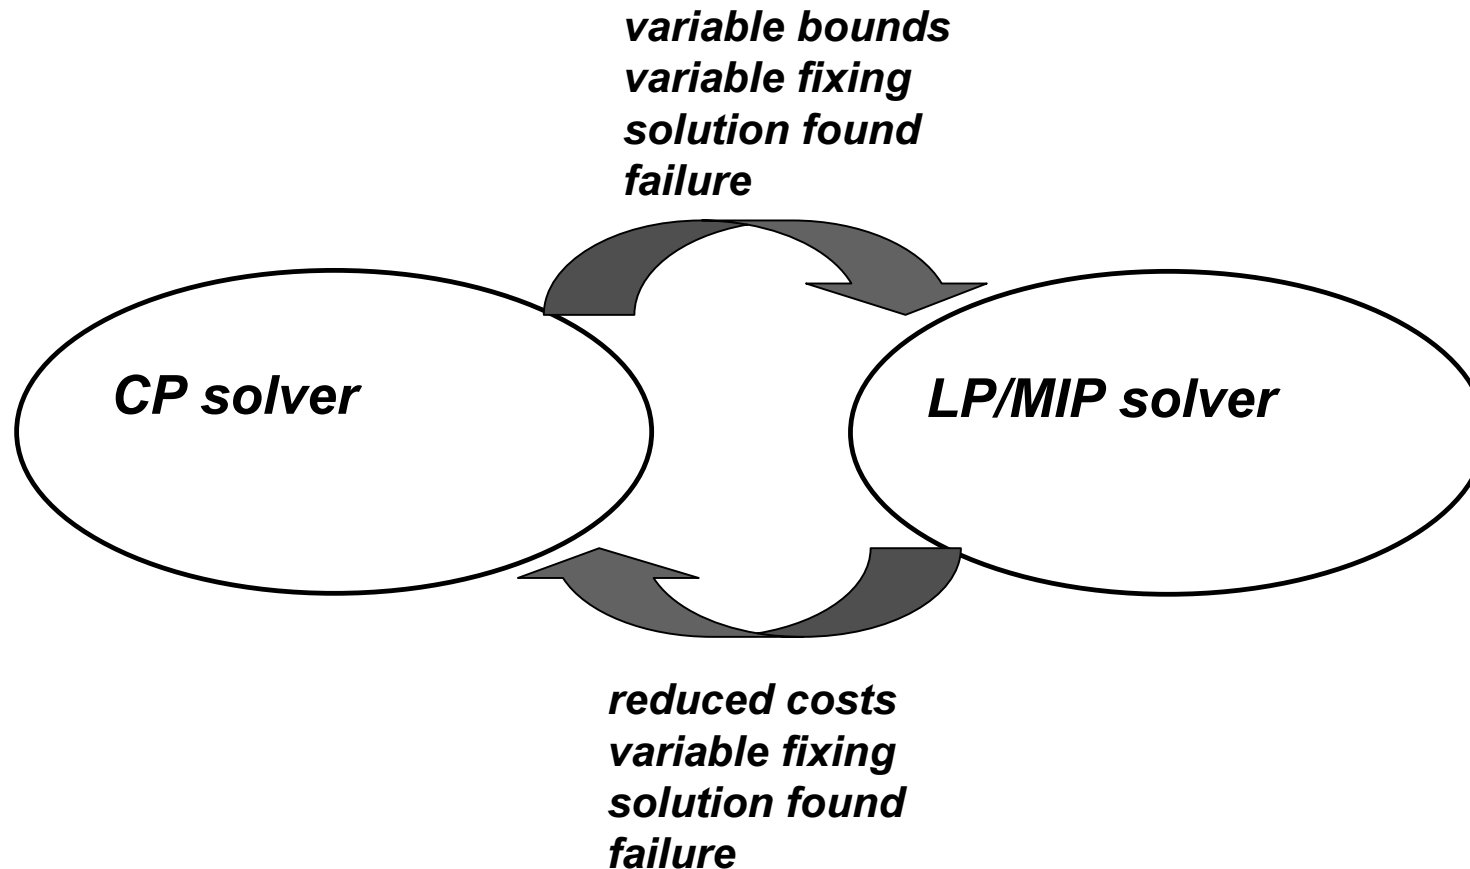 variable bounds
variable fixing
solution found
failure
CP solver
LP/MIP solver
reduced costs
variable fixing
solution found
failure